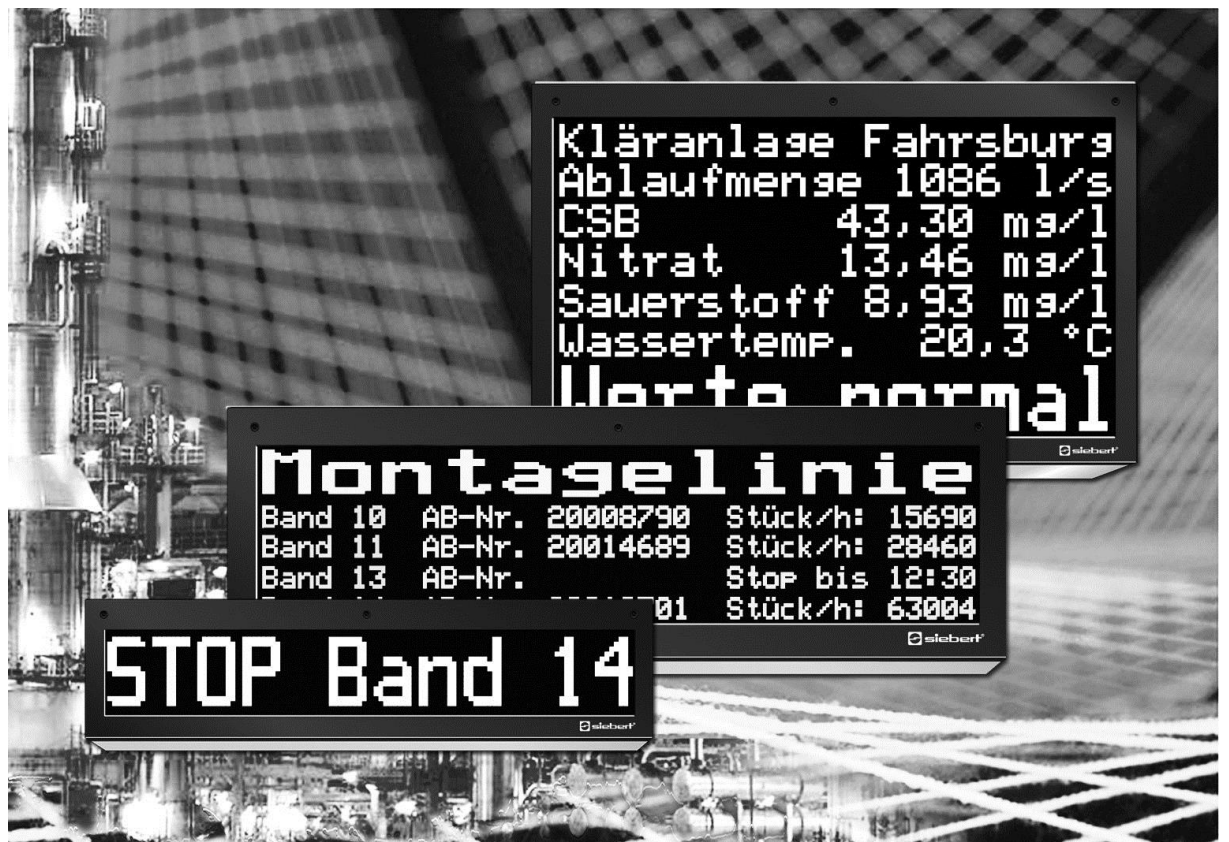 Kläranlage Fahrsburg
Ablaufmenge 1086 l/s
CSB 43,30 mg/l
Nitrat 13,46 mg/l
Sauerstoff 8,93 mg/l
Wassertemp. 20,3 °C
Werte normal
siebert
Montagelinie
Band 10 AB-Nr. 20008790 Stück/h: 15690
Band 11 AB-Nr. 20014689 Stück/h: 28460
Band 13 AB-Nr. Stop bis 12:30
Stück/h: 63004
siebert
STOP Band 14
siebert